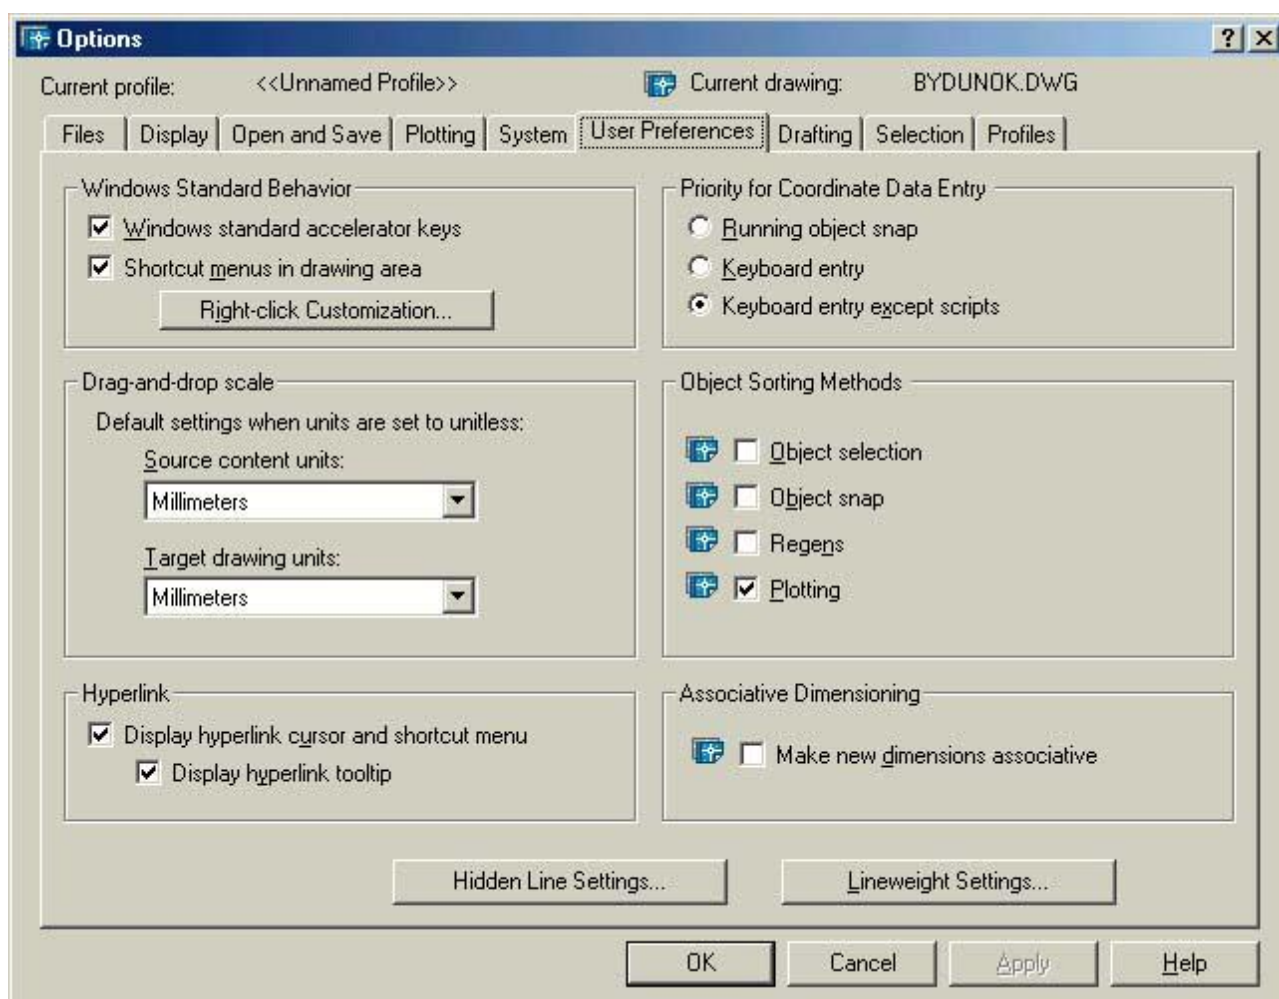 Options
Current profile: <<Unnamed Profile>> Current drawing: BYDUNOK.DWG
Files Display Open and Save Plotting System User Preferences Drafting Selection Profiles
Windows Standard Behavior
Windows standard accelerator keys
Shortcut menus in drawing area
Right-click Customization...
Priority for Coordinate Data Entry
Running object snap
Keyboard entry
Keyboard entry except scripts
Drag-and-drop scale
Default settings when units are set to unitless:
Source content units:
Millimeters
Target drawing units:
Millimeters
Object Sorting Methods
Object selection
Object snap
Regens
Plotting
Hyperlink
Display hyperlink cursor and shortcut menu
Display hyperlink tooltip
Associative Dimensioning
Make new dimensions associative
Hidden Line Settings... Lineweight Settings...
OK Cancel Apply Help